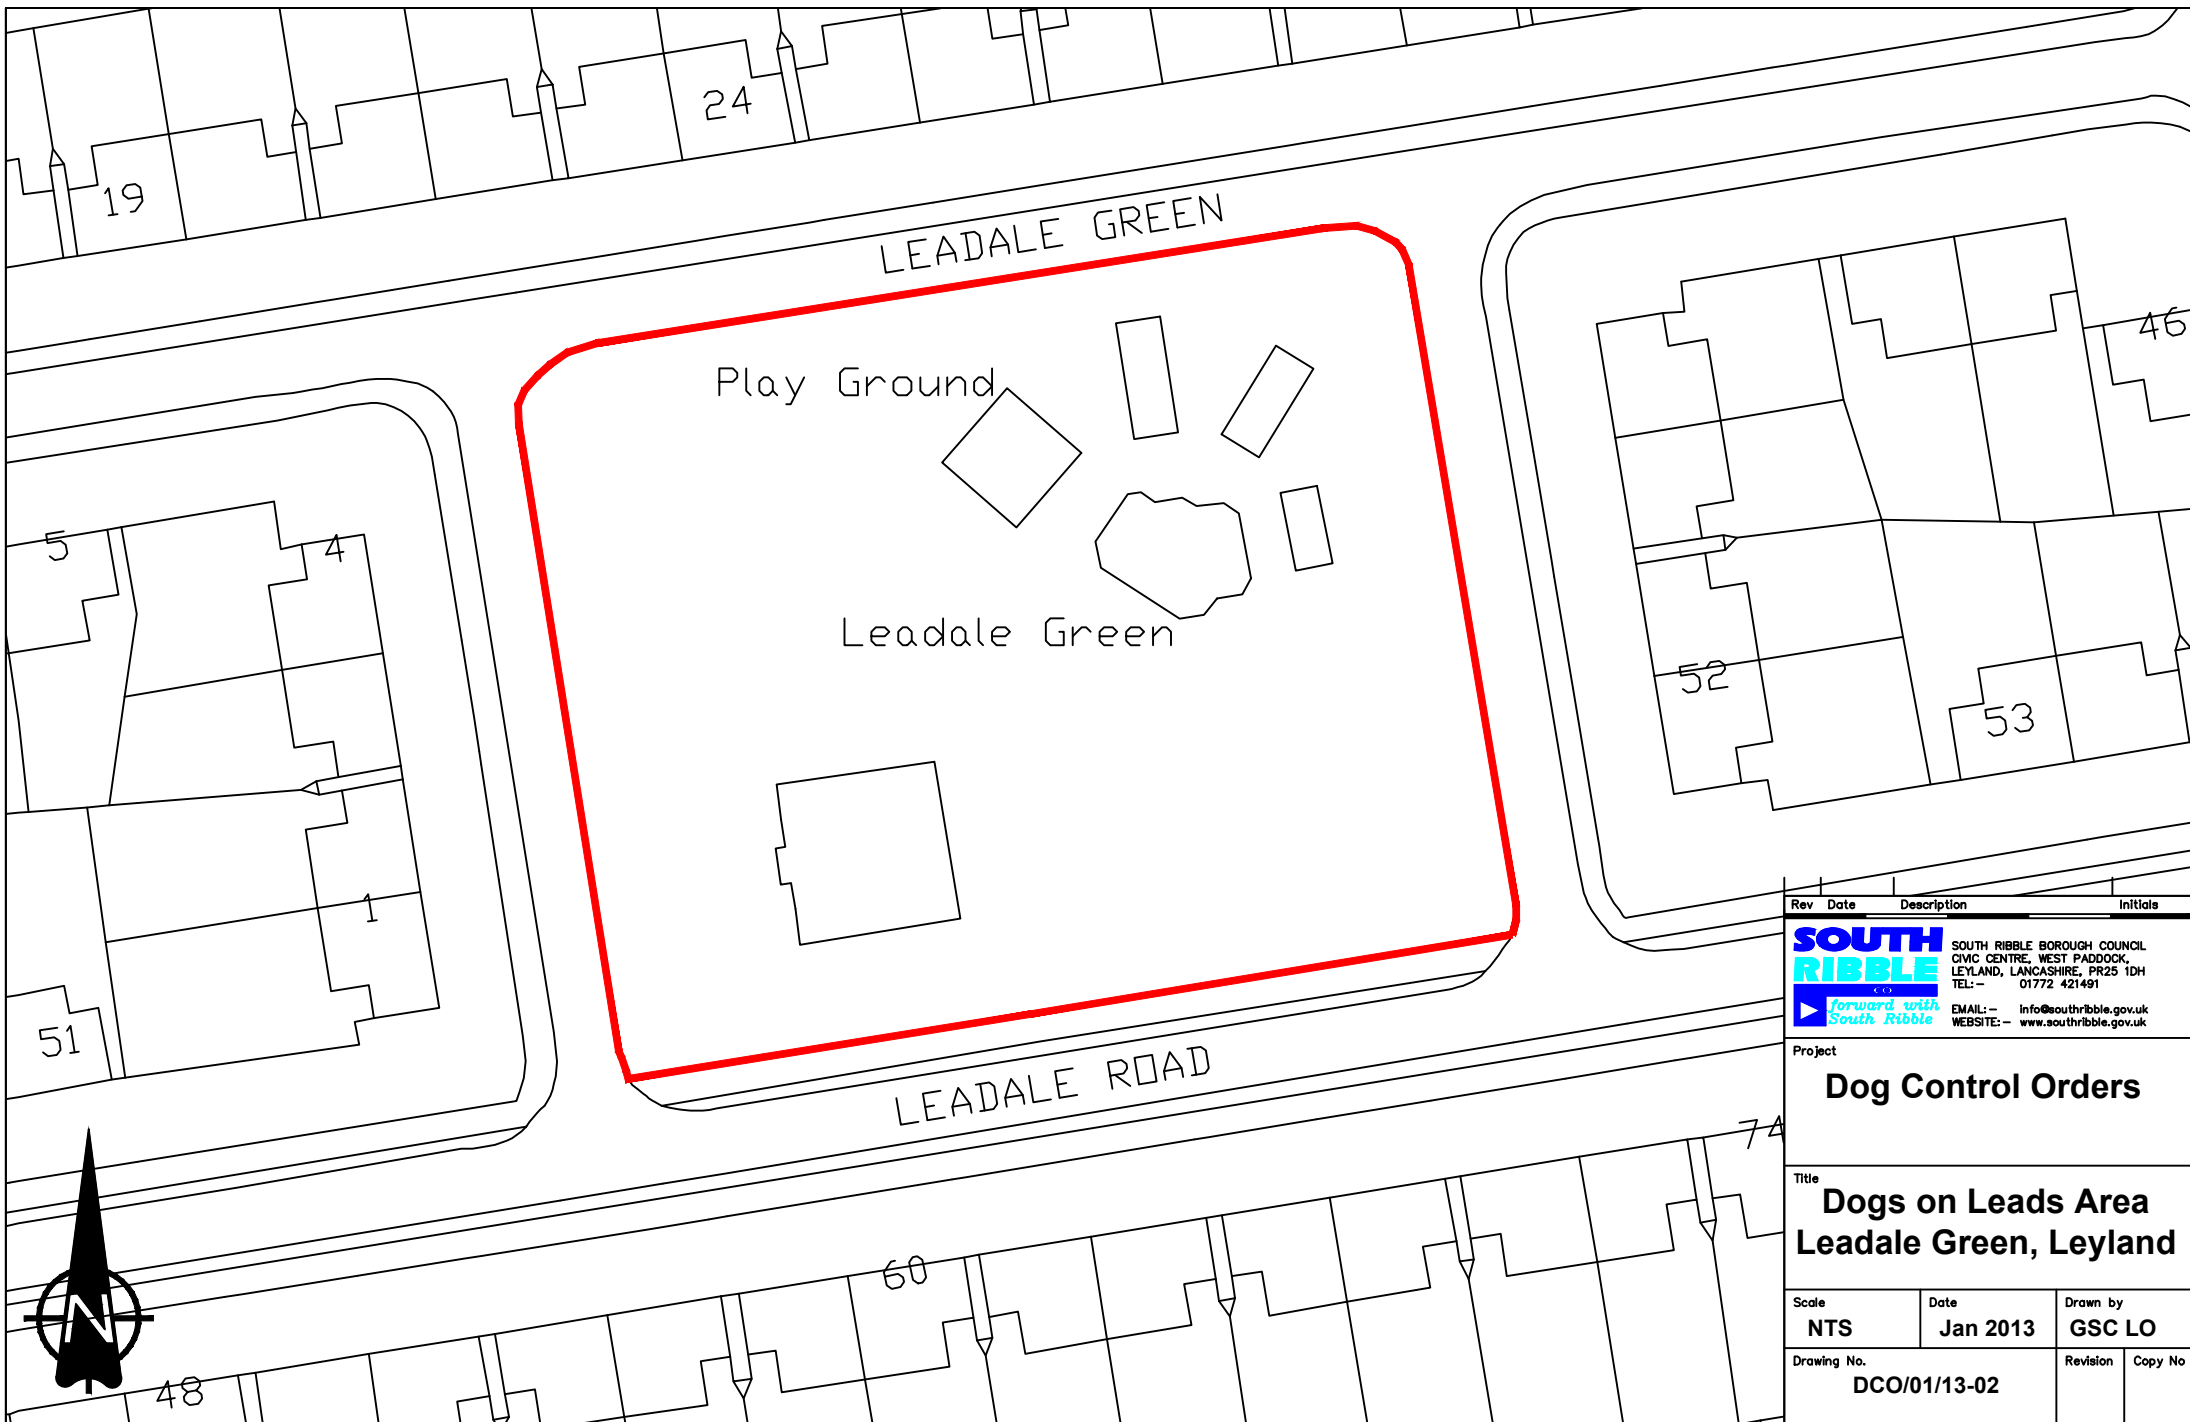 24
19
LEADALE GREEN
46
Play Ground
5
4
Leadale Green
52
53
1
51
LEADALE ROAD
74
60
48
N
Rev Date Description Initials
SOUTH
RIBBLE
forward with
South Ribble
SOUTH RIBBLE BOROUGH COUNCIL
CIVIC CENTRE, WEST PADDOCK,
LEYLAND, LANCASHIRE, PR25 1DH
TEL:- 01772 421491
EMAIL:- info@southribble.gov.uk
WEBSITE:- www.southribble.gov.uk
Project
Dog Control Orders
Title
Dogs on Leads Area
Leadale Green, Leyland
Scale Date Drawn by
NTS Jan 2013 GSC LO
Drawing No. Revision Copy No
DCO/01/13-02